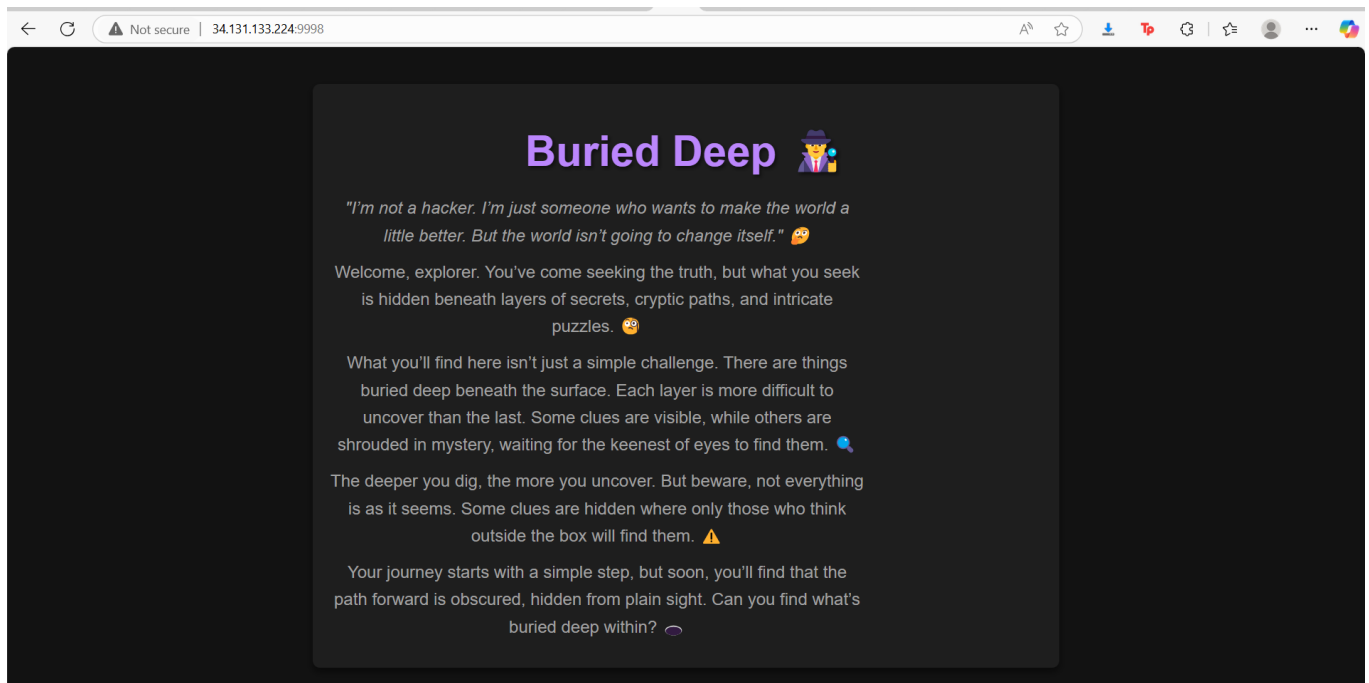 Not secure 34.131.133.224:9998
Buried Deep
"I’m not a hacker. I’m just someone who wants to make the world a
little better. But the world isn’t going to change itself."
Welcome, explorer. You’ve come seeking the truth, but what you seek
is hidden beneath layers of secrets, cryptic paths, and intricate
puzzles.
What you’ll find here isn’t just a simple challenge. There are things
buried deep beneath the surface. Each layer is more difficult to
uncover than the last. Some clues are visible, while others are
shrouded in mystery, waiting for the keenest of eyes to find them.
The deeper you dig, the more you uncover. But beware, not everything
is as it seems. Some clues are hidden where only those who think
outside the box will find them.
Your journey starts with a simple step, but soon, you’ll find that the
path forward is obscured, hidden from plain sight. Can you find what’s
buried deep within?